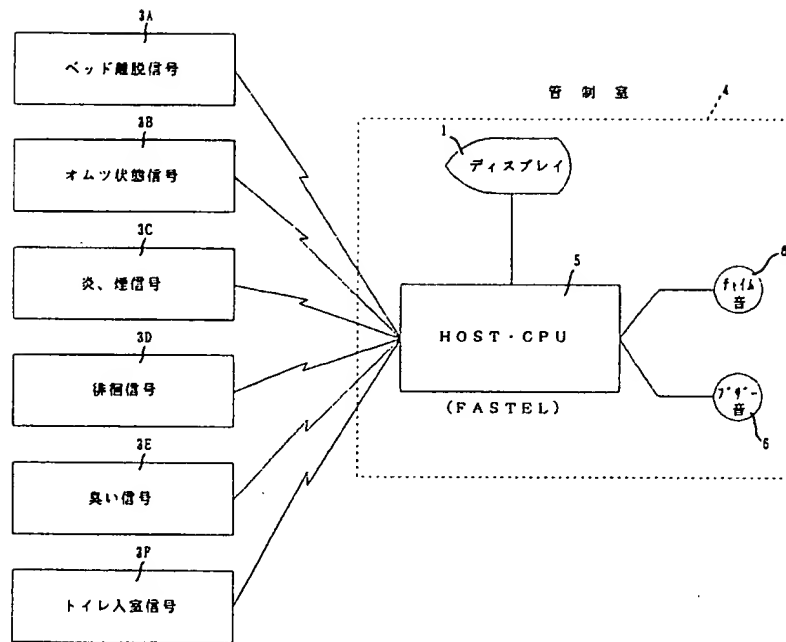 3A
ベッド離脱信号
3B
オムツ状態信号
3C
炎、煙信号
3D
徘徊信号
3E
臭い信号
3F
トイレ入室信号
管 制 室
4
1
ディスプレイ
5
HOST・CPU
(FASTEL)
チャイム
音
6
ブザー
音
6